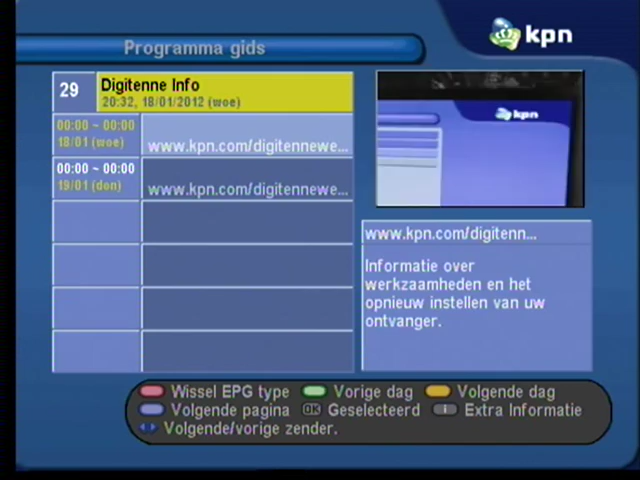 Programma gids
kpn
29
Digitenne Info
20:32, 18/01/2012 (woe)
00:00 ~ 00:00
18/01 (woe)
www.kpn.com/digitennewe...
00:00 ~ 00:00
19/01 (don)
www.kpn.com/digitennewe...
kpn
www.kpn.com/digitenn...
Informatie over
werkzaamheden en het
opnieuw instellen van uw
ontvanger.
Wissel EPG type Vorige dag Volgende dag
Volgende pagina OK Geselecteerd i Extra Informatie
Volgende/vorige zender.